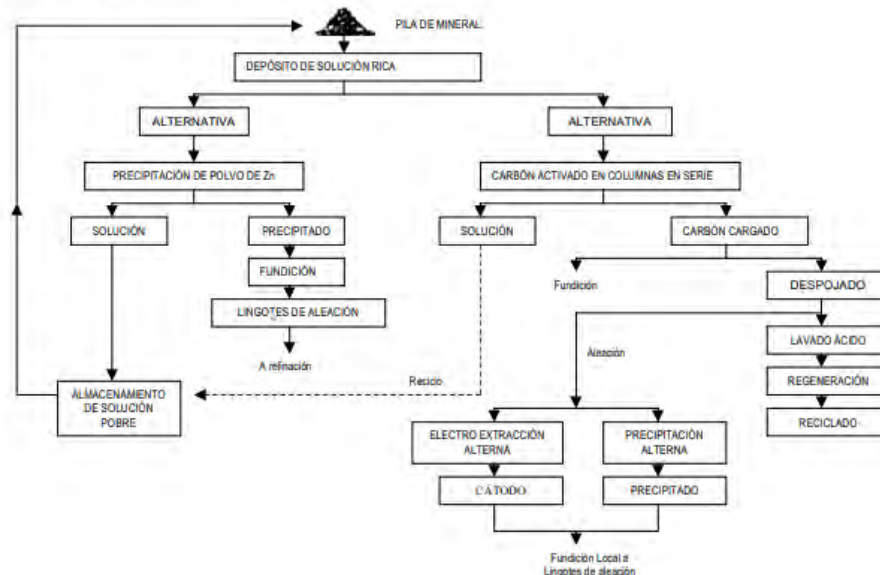 PILA DE MINERAL
DEPÓSITO DE SOLUCIÓN RICA
ALTERNATIVA
ALTERNATIVA
PRECIPITACIÓN DE POLVO DE Zn
CARBÓN ACTIVADO EN COLUMNAS EN SERIE
SOLUCIÓN
PRECIPITADO
SOLUCIÓN
CARBÓN CARGADO
FUNDICIÓN
Fundición
DESPOJADO
LINGOTES DE ALEACIÓN
LAVADO ÁCIDO
Aleación
A refinación
REGENERACIÓN
Reciclo
ALMACENAMIENTO
DE SOLUCIÓN
POBRE
RECICLADO
ELECTRO EXTRACCIÓN
ALTERNA
PRECIPITACIÓN
ALTERNA
CÁTODO
PRECIPITADO
Fundición Local a
Lingotes de aleación